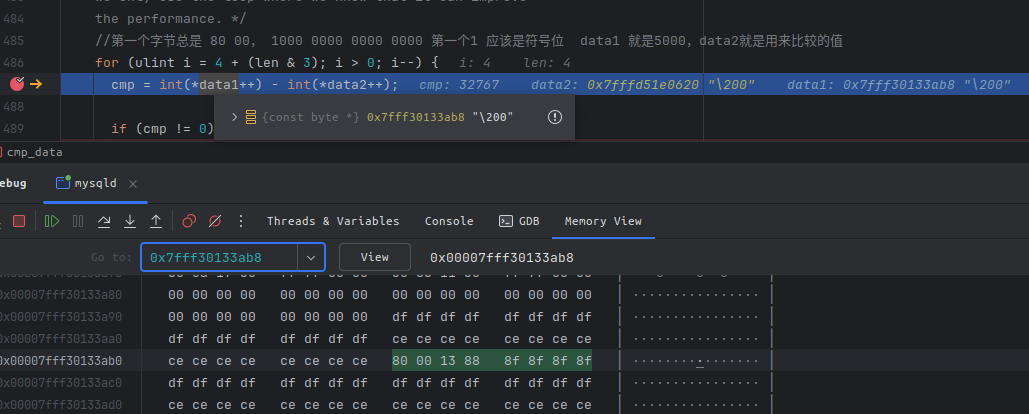 484 the performance. */
485 //第一个字节总是 80 00， 1000 0000 0000 0000 第一个1 应该是符号位 data1 就是5000，data2就是用来比较的值
486 for (ulint i = 4 + (len & 3); i > 0; i--) { i: 4 len: 4
cmp = int(*data1++) - int(*data2++); cmp: 32767 data2: 0x7fffd51e0620 "\200" data1: 0x7fff30133ab8 "\200"
488 {const byte *} 0x7fff30133ab8 "\200"
489 if (cmp != 0)
cmp_data
ebug mysqld
Threads & Variables Console GDB Memory View
Go to: 0x7fff30133ab8 View 0x00007fff30133ab8
0x00007fff30133a80 00 00 00 00 00 00 00 00 00 00 00 00 00 00 00 00 ................
0x00007fff30133a90 00 00 00 00 00 00 00 00 df df df df df df df df ................
0x00007fff30133aa0 df df df df df df df df ce ce ce ce ce ce ce ce ................
0x00007fff30133ab0 ce ce ce ce ce ce ce ce 80 00 13 88 8f 8f 8f 8f
0x00007fff30133ac0 df df df df df df df df df df df df df df df df ................
0x00007fff30133ad0 ce ce ce ce ce ce ce ce ce ce ce ce ce ce ce ce ................